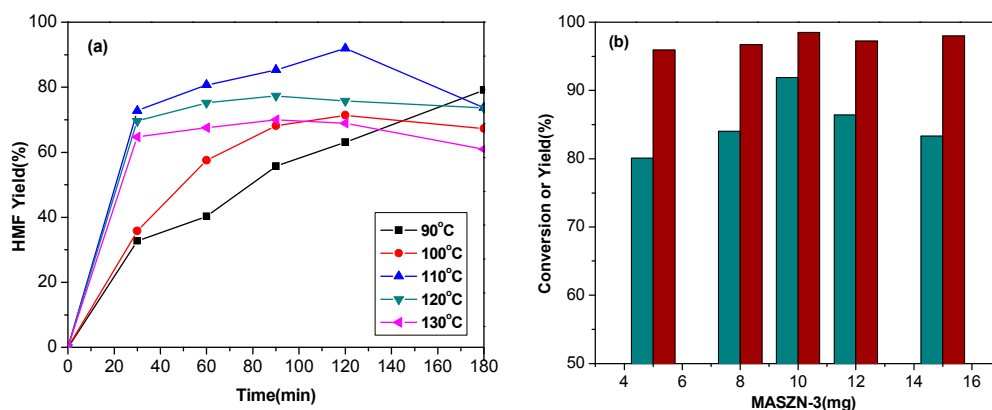 (a)
HMF Yield(%)
100
80
60
40
20
0
0 20 40 60 80 100 120 140 160 180
Time(min)
90°C
100°C
110°C
120°C
130°C
(b)
Conversion or Yield(%)
100
90
80
70
60
50
4 6 8 10 12 14 16
MASZN-3(mg)